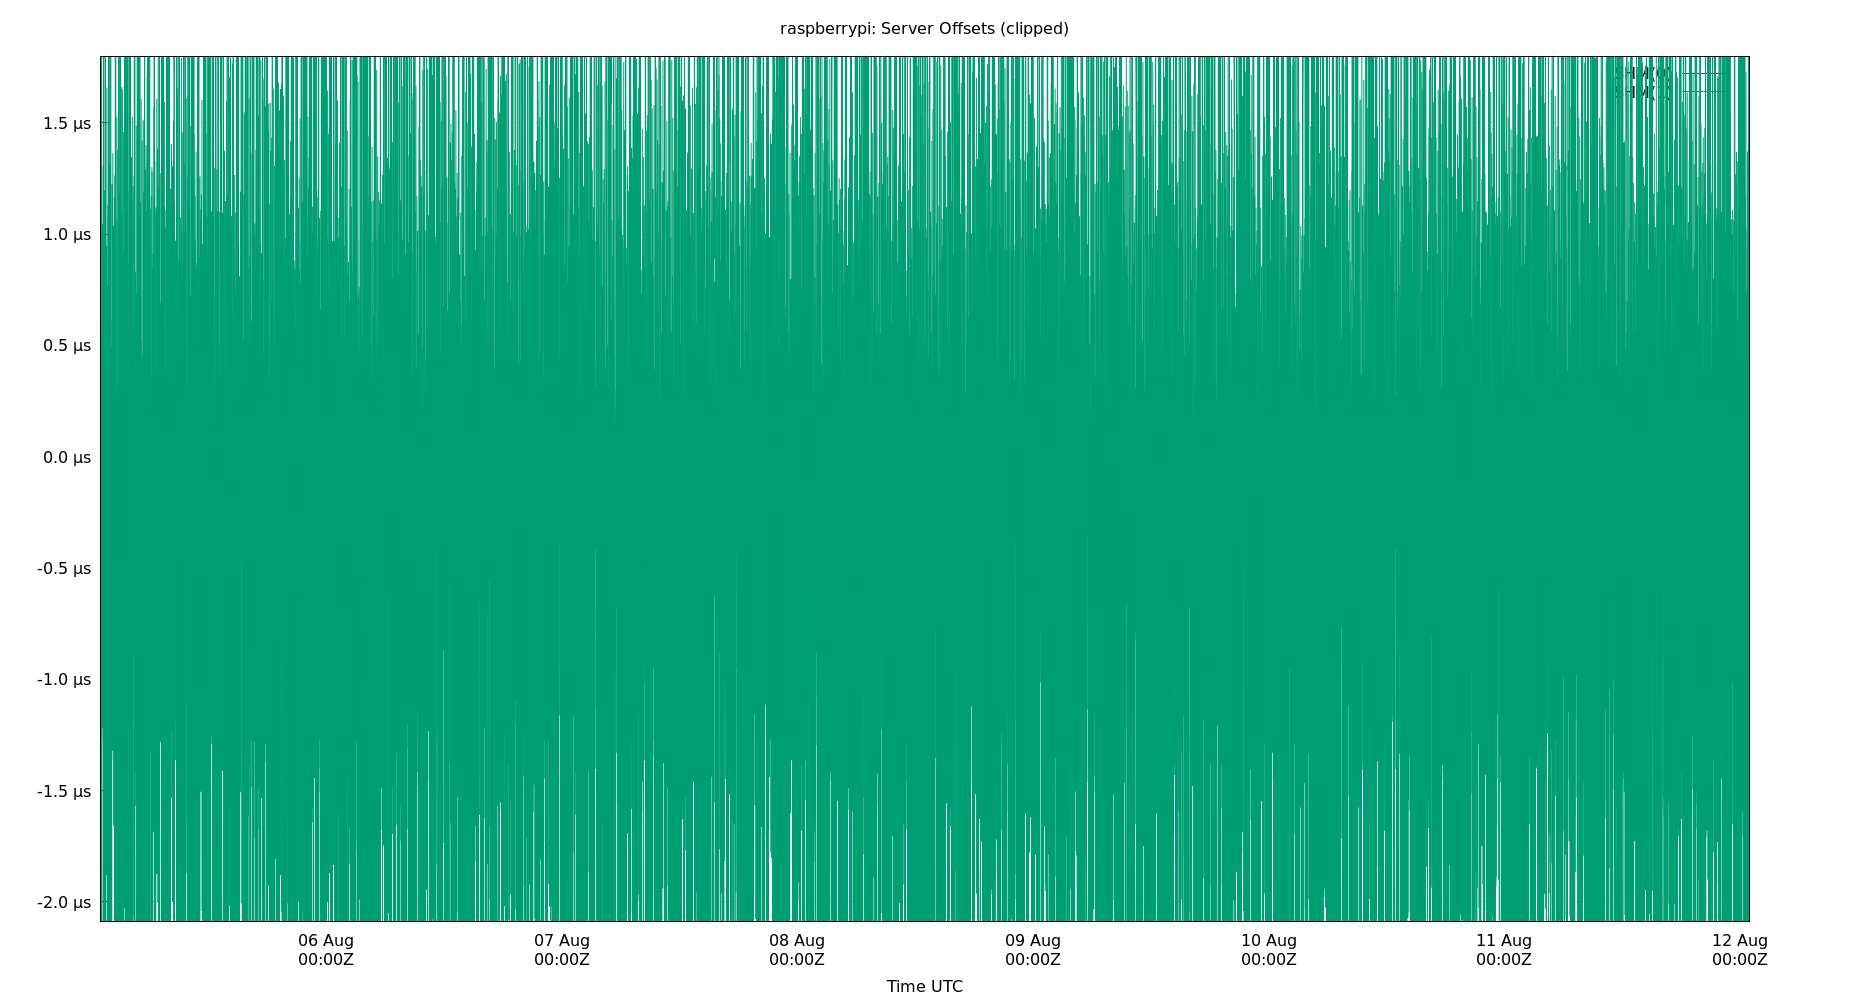 raspberrypi: Server Offsets (clipped)
SHM(0)
1.5 µs
1.0 µs
0.5 µs
0.0 µs
-0.5 µs
-1.0 µs
-1.5 µs
-2.0 µs
06 Aug 07 Aug 08 Aug 09 Aug 10 Aug 11 Aug 12 Aug
00:00Z 00:00Z 00:00Z 00:00Z 00:00Z 00:00Z 00:00Z
Time UTC